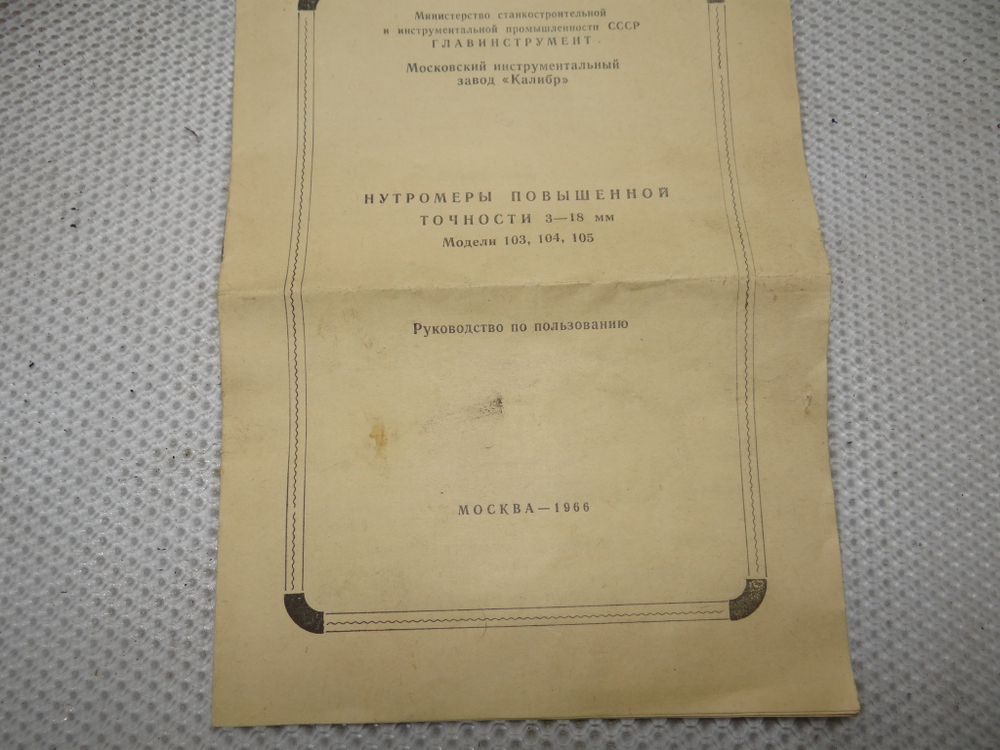 Министерство станкостроительной
и инструментальной промышленности СССР
ГЛАВИНСТРУМЕНТ.
Московский инструментальный
завод «Калибр»
НУТРОМЕРЫ ПОВЫШЕННОЙ
ТОЧНОСТИ 3—18 мм
Модели 103, 104, 105
Руководство по пользованию
МОСКВА—1966